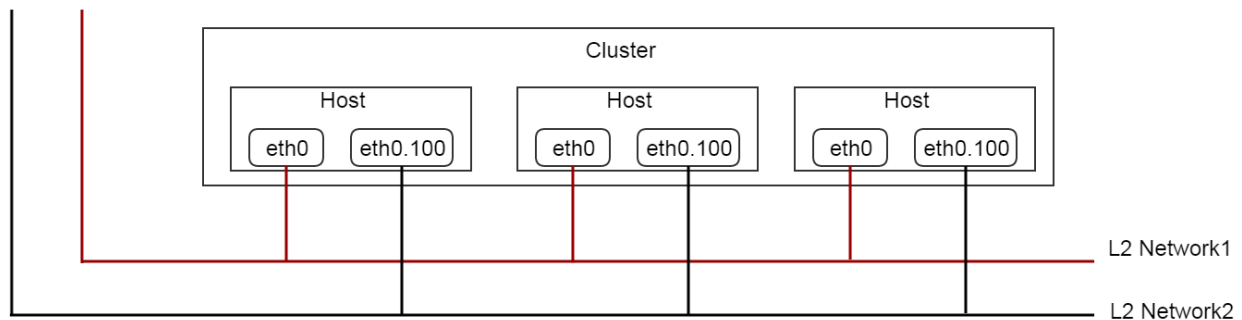 Cluster
Host
Host
Host
eth0
eth0.100
eth0
eth0.100
eth0
eth0.100
L2 Network1
L2 Network2